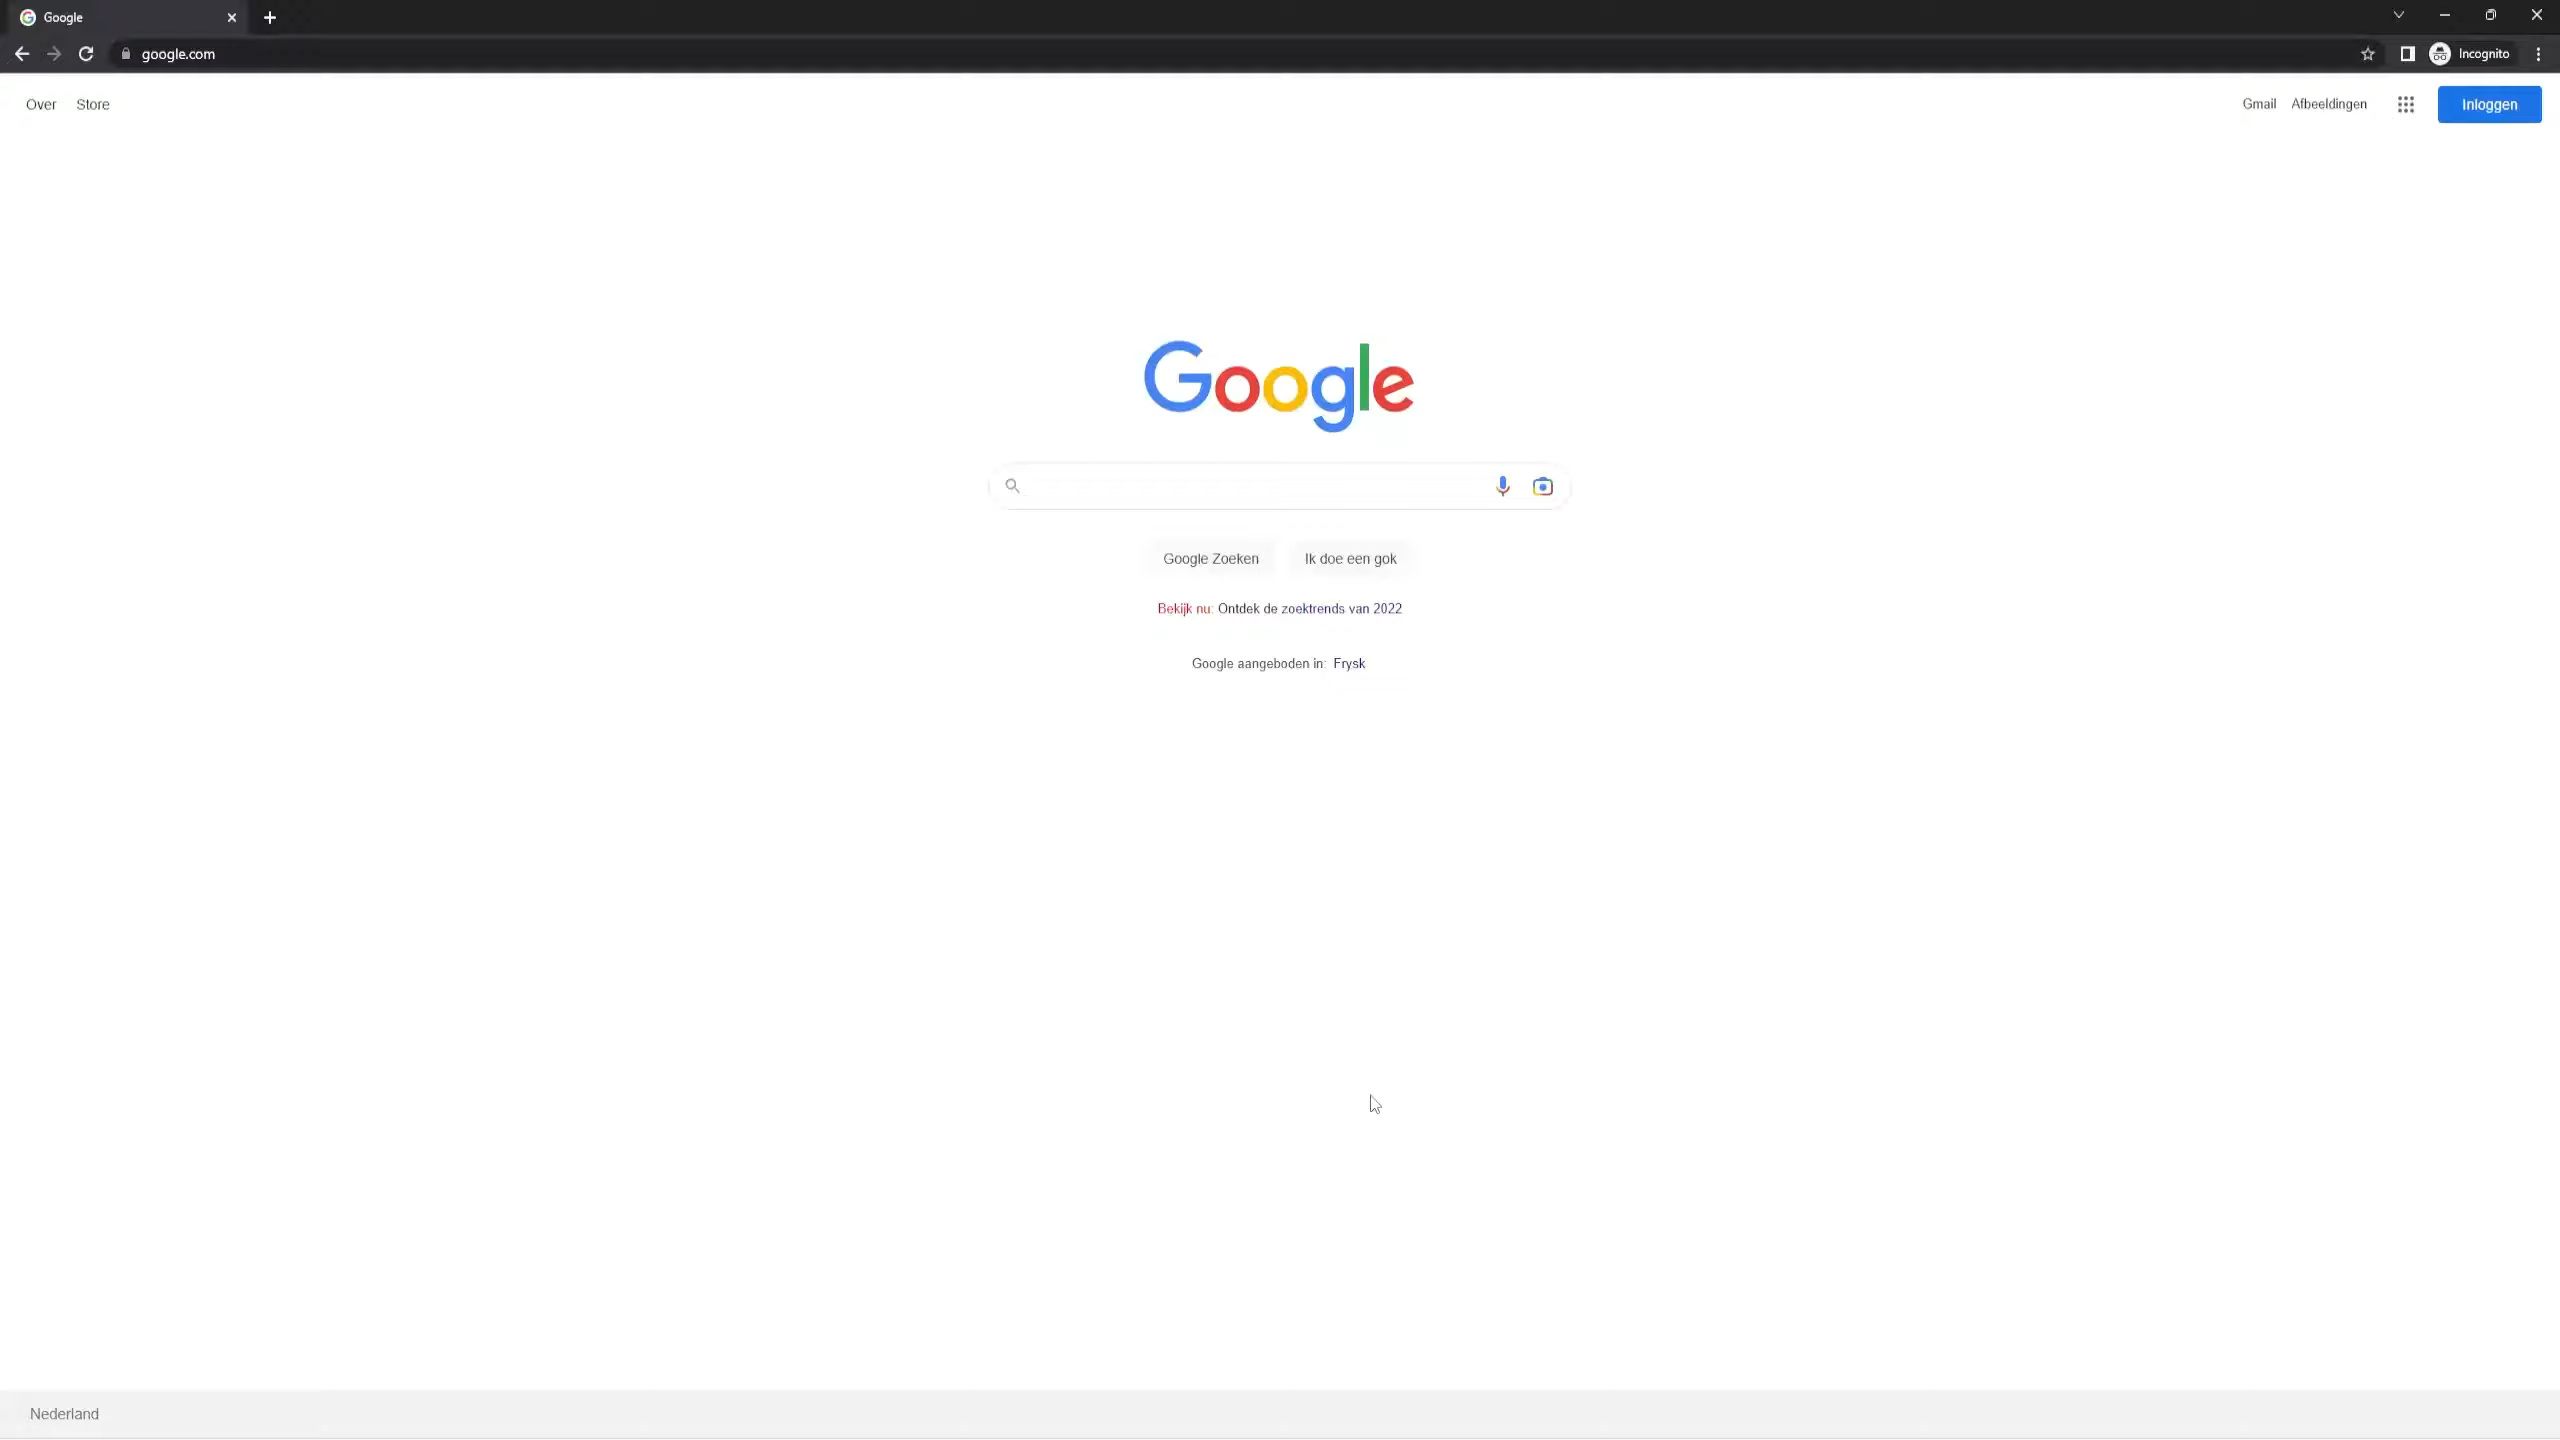 Google
google.com
Incognito
Over Store
Gmail Afbeeldingen Inloggen
Google
Google Zoeken Ik doe een gok
Bekijk nu: Ontdek de zoektrends van 2022
Google aangeboden in: Frysk
Nederland